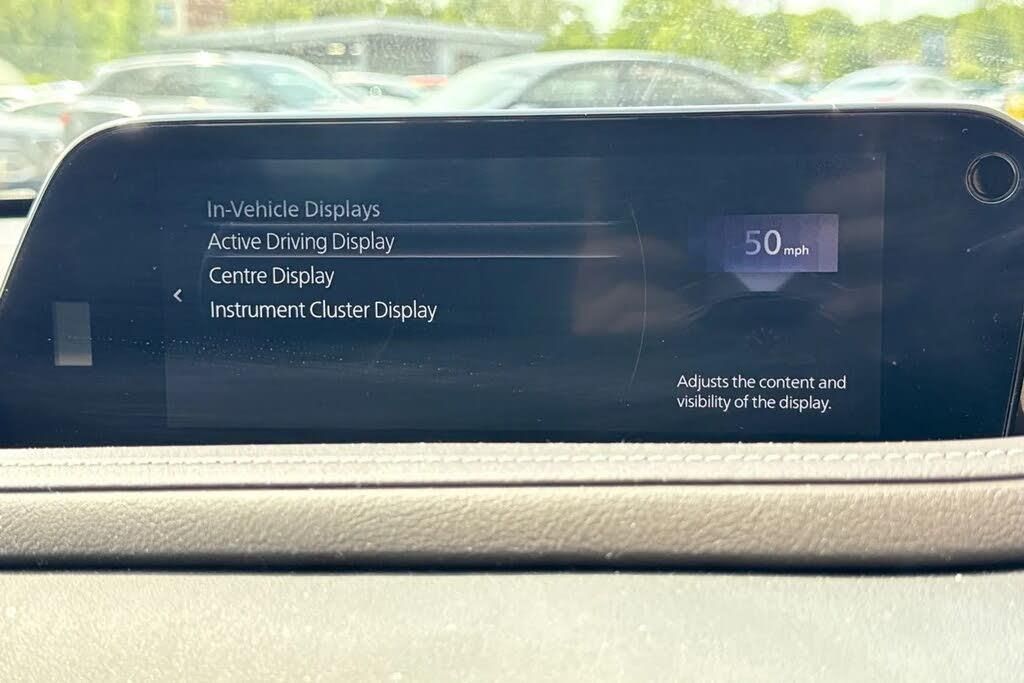 In-Vehicle Displays
Active Driving Display
Centre Display
Instrument Cluster Display
50 mph
Adjusts the content and
visibility of the display.